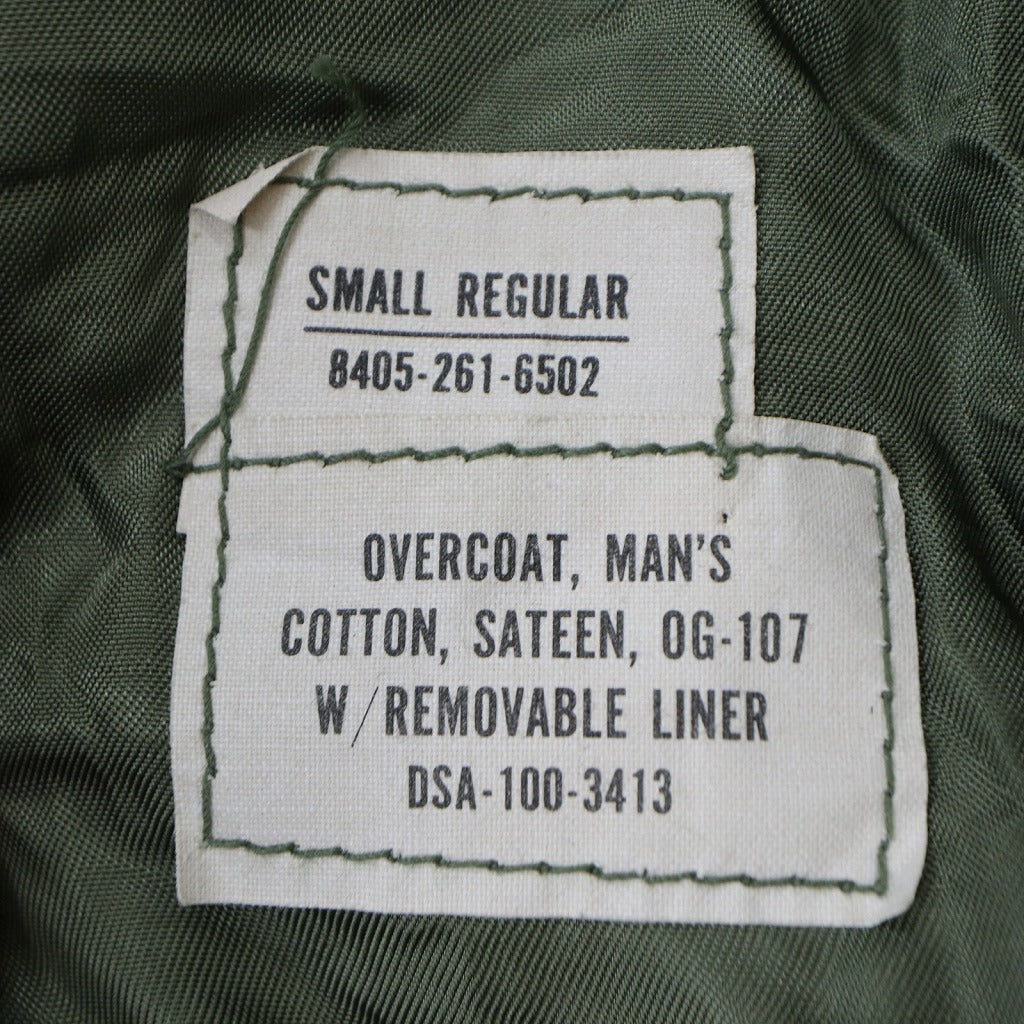 SMALL REGULAR
8405-261-6502
OVERCOAT, MAN'S
COTTON, SATEEN, OG-107
W/REMOVABLE LINER
DSA-100-3413